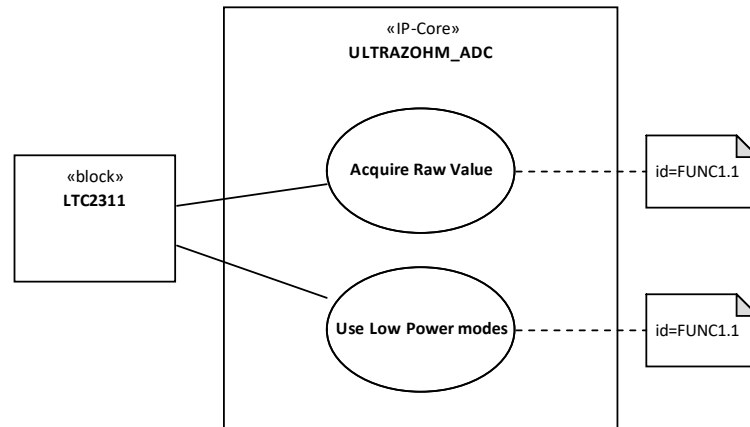 «IP-Core»
ULTRAZOHM_ADC
«block»
LTC2311
Acquire Raw Value
id=FUNC1.1
Use Low Power modes
id=FUNC1.1